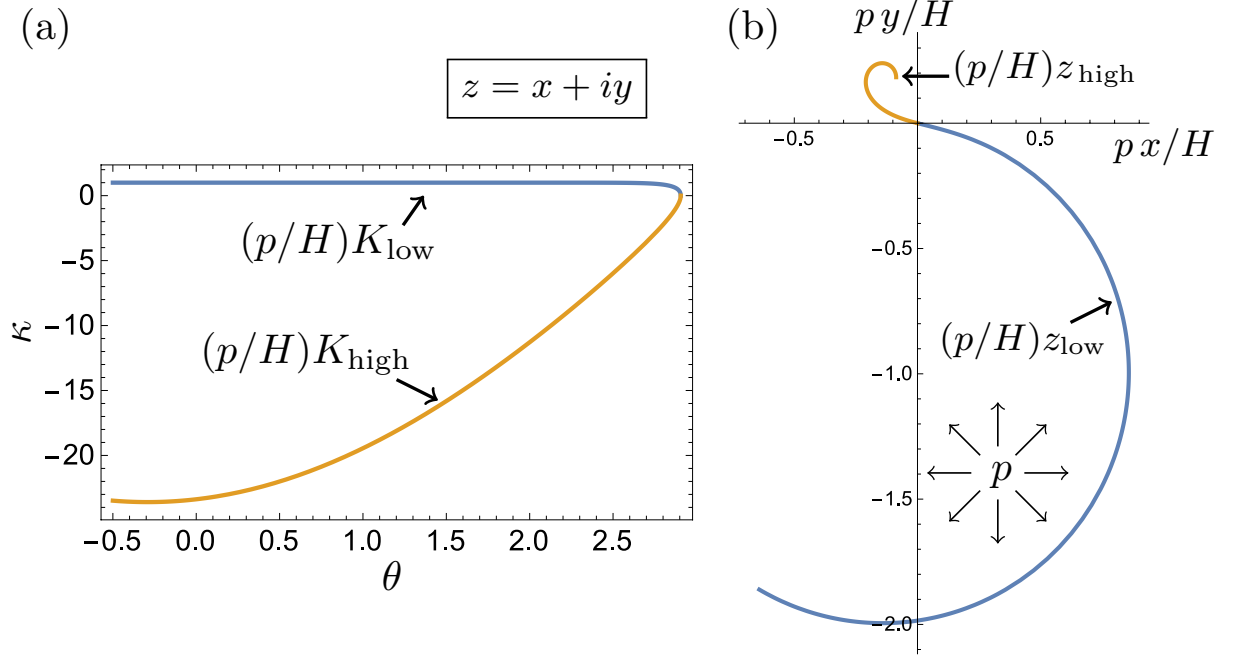 (a)
z = x + iy
κ
0
−5
−10
−15
−20
(p/H)K_low
(p/H)K_high
−0.5 0.0 0.5 1.0 1.5 2.0 2.5
θ
(b)
p y/H
(p/H)z_high
-0.5 0.5
p x/H
-0.5
(p/H)z_low
-1.0
p
-1.5
-2.0